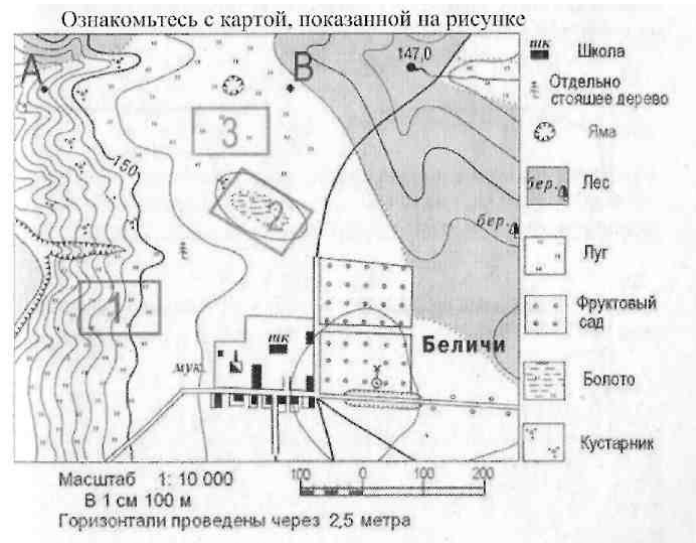 Ознакомьтесь с картой, показанной на рисунке
А
В
147,0
150
3
2
1
бер.
шк
мук.
Беличи
шк Школа
Отдельно
стоящее дерево
Яма
бер. Лес
Луг
Фруктовый
сад
Болото
Кустарник
Масштаб 1: 10 000
В 1 см 100 м
Горизонтали проведены через 2,5 метра
100 0 100 200